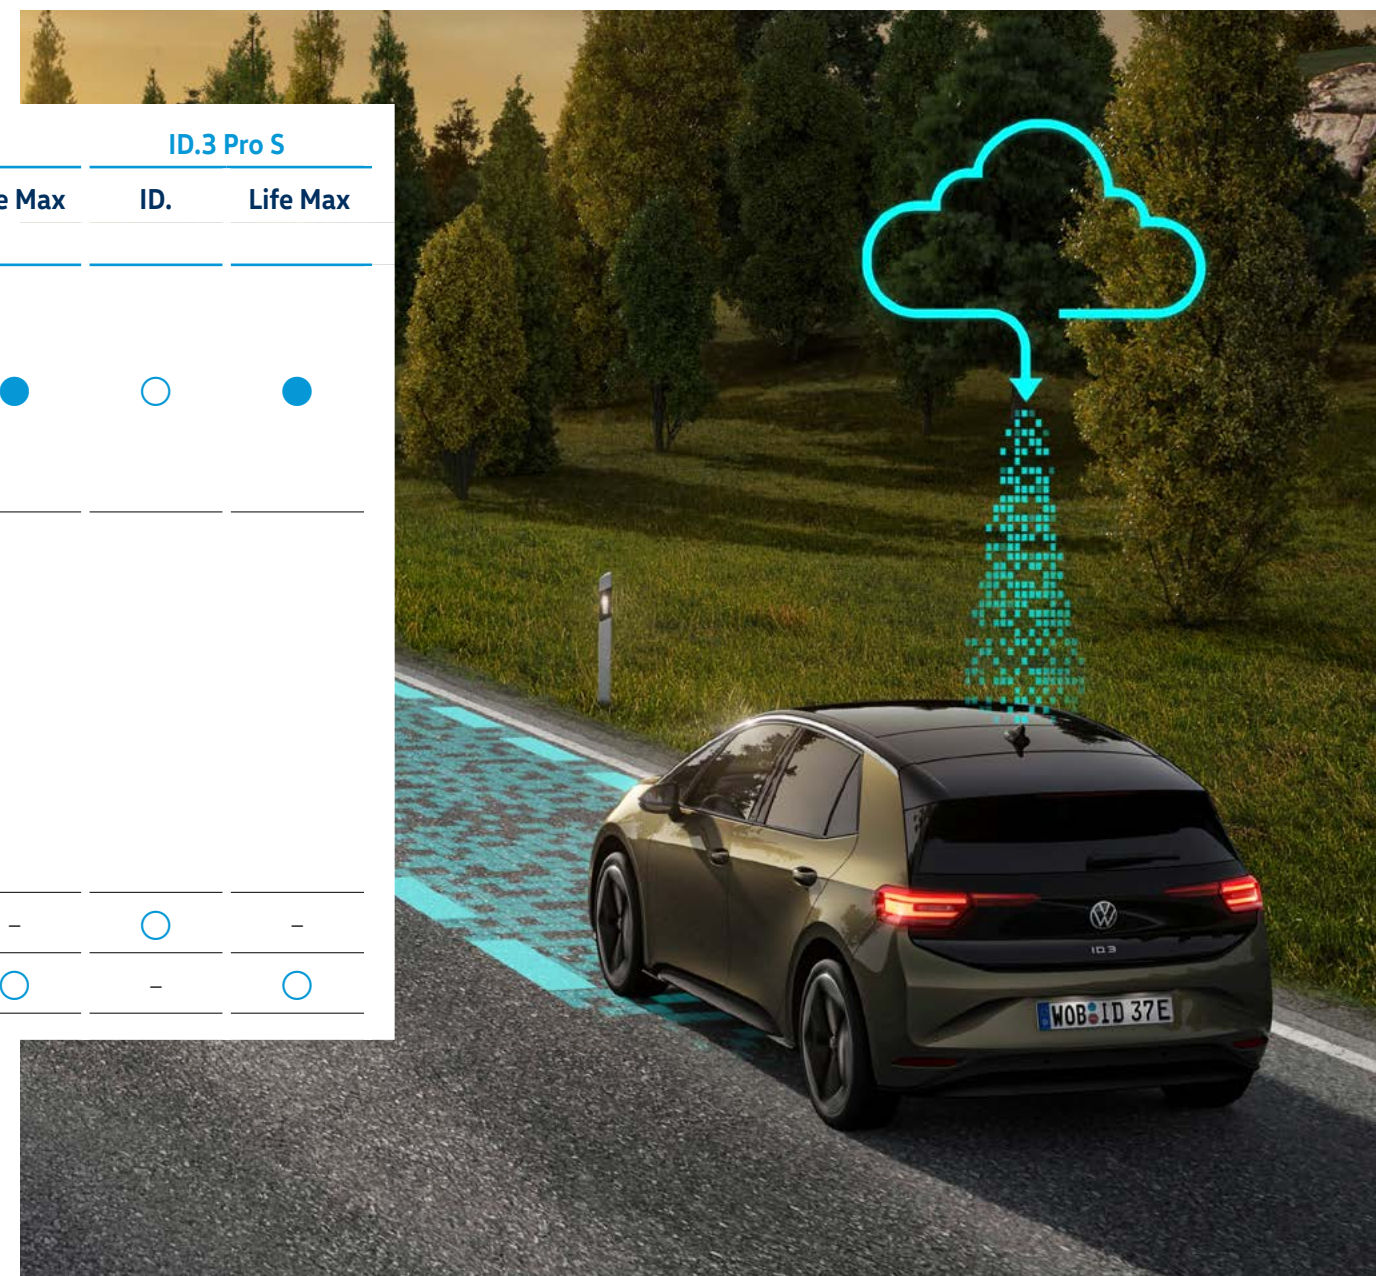 ID.3 Pro S
e Max ID. Life Max
– –
–
ID.3
WOB ID 37E